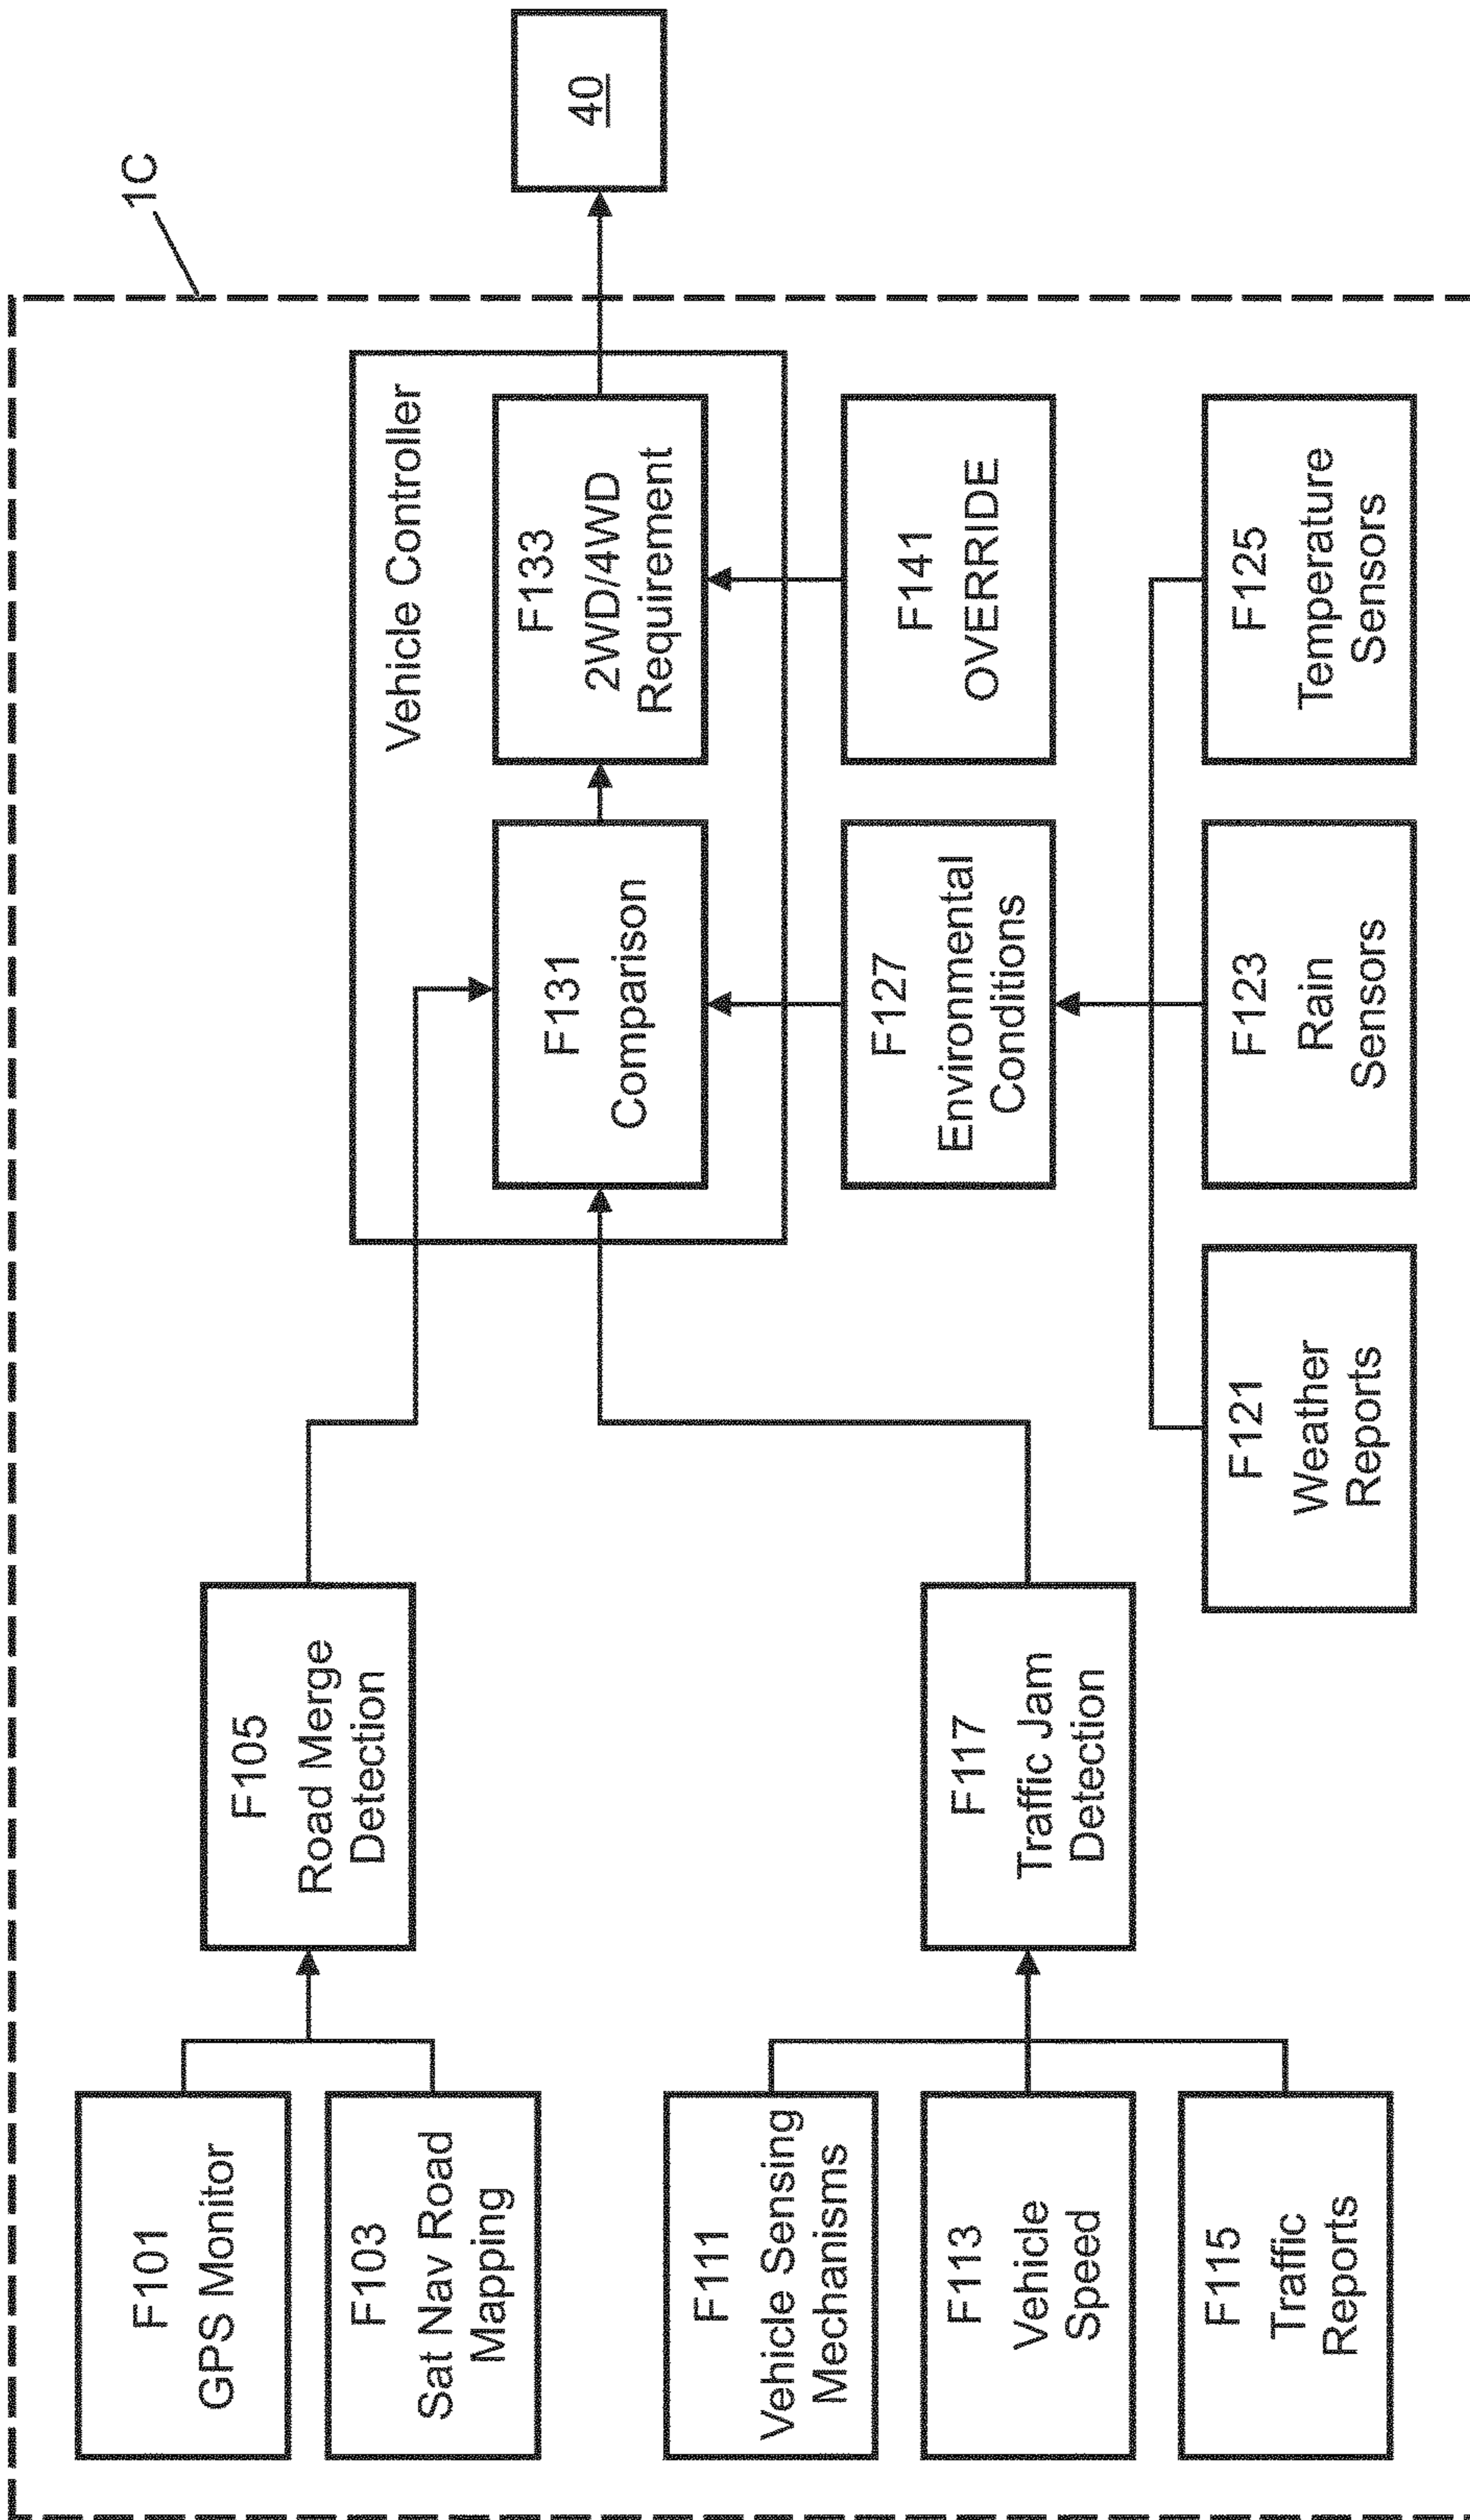 1C
40
Vehicle Controller
F101
GPS Monitor
F103
Sat Nav Road
Mapping
F105
Road Merge
Detection
F111
Vehicle Sensing
Mechanisms
F113
Vehicle
Speed
F115
Traffic
Reports
F117
Traffic Jam
Detection
F131
Comparison
F133
2WD/4WD
Requirement
F127
Environmental
Conditions
F141
OVERRIDE
F121
Weather
Reports
F123
Rain
Sensors
F125
Temperature
Sensors